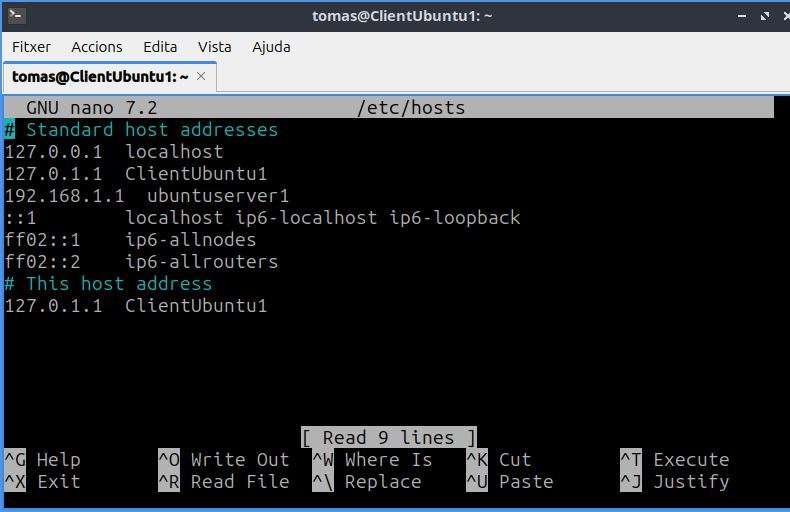 tomas@ClientUbuntu1: ~
Fitxer Accions Edita Vista Ajuda
tomas@ClientUbuntu1: ~
GNU nano 7.2 /etc/hosts
# Standard host addresses
127.0.0.1 localhost
127.0.1.1 ClientUbuntu1
192.168.1.1 ubuntuserver1
::1 localhost ip6-localhost ip6-loopback
ff02::1 ip6-allnodes
ff02::2 ip6-allrouters
# This host address
127.0.1.1 ClientUbuntu1
[ Read 9 lines ]
^G Help ^O Write Out ^W Where Is ^K Cut ^T Execute
^X Exit ^R Read File ^\ Replace ^U Paste ^J Justify